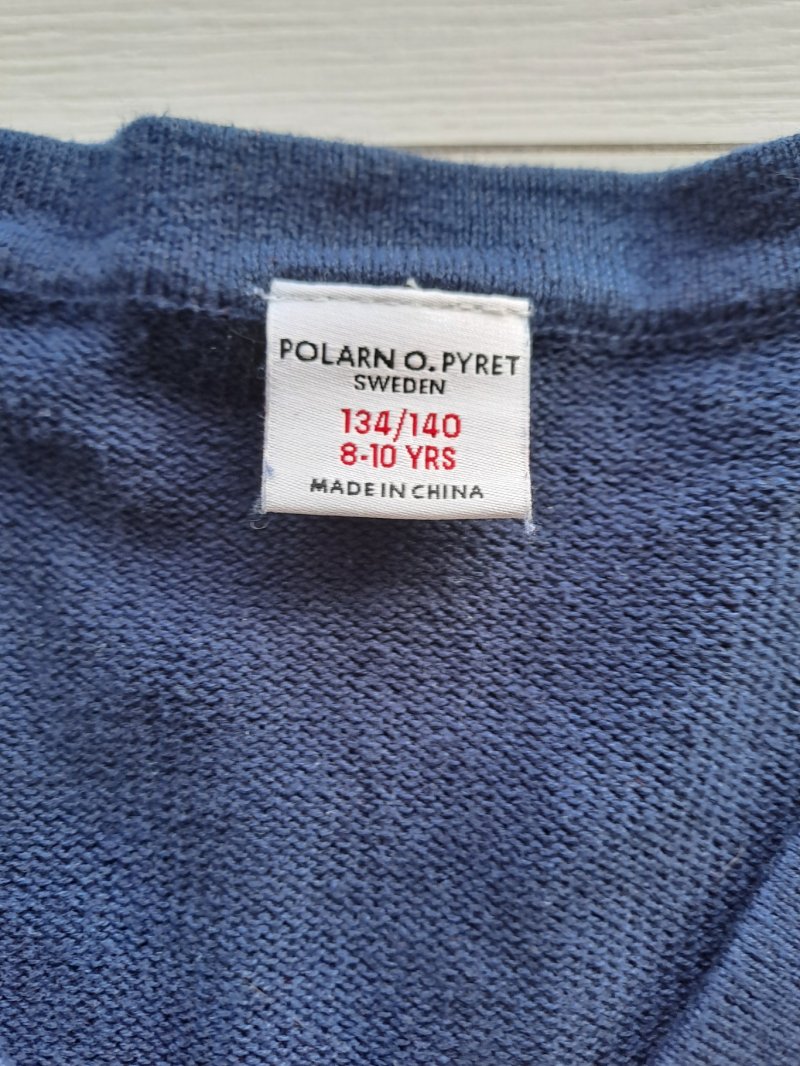 POLARN O. PYRET
SWEDEN
134/140
8-10 YRS
MADE IN CHINA